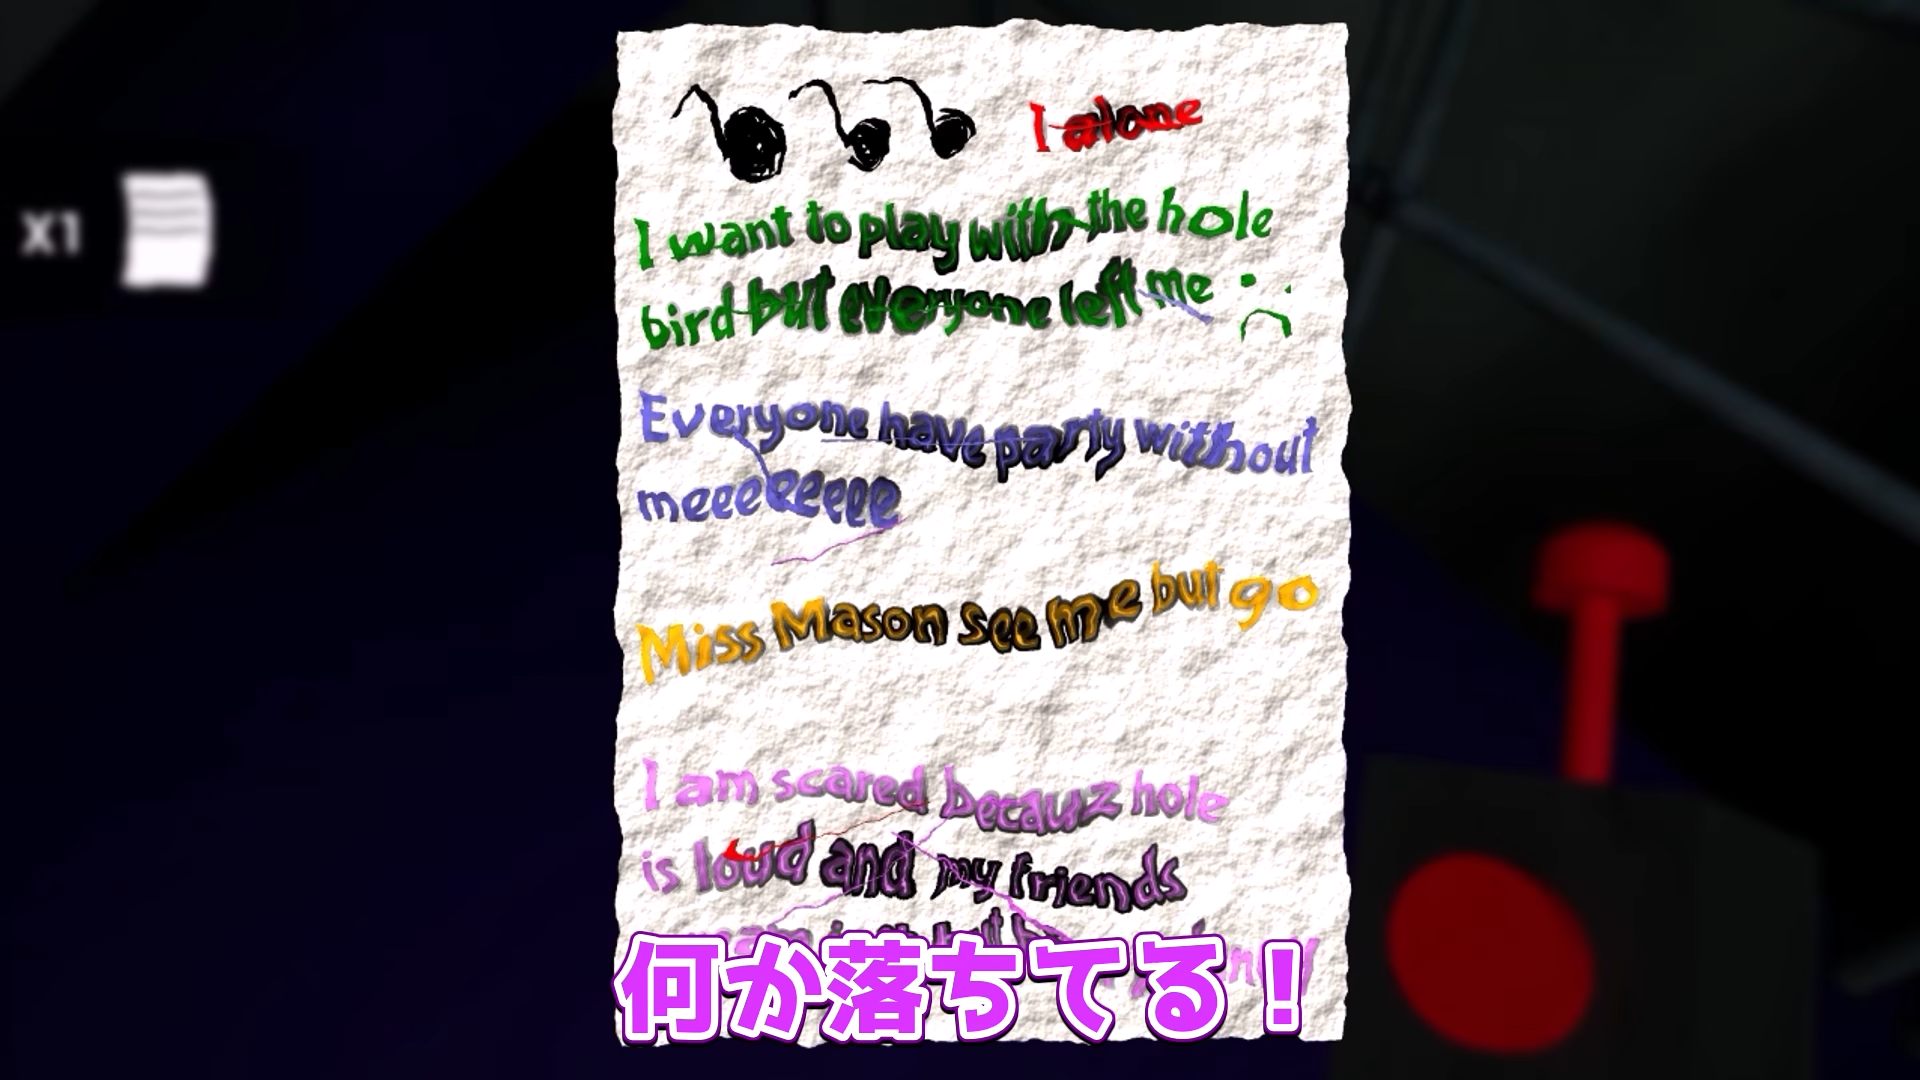 I alone
I want to play with the hole
bird but everyone left me :(
X1
Everyone have party without
meeeeeeee
Miss Mason see me but go
I am scared becauz hole
is loud and my friends
何か落ちてる！